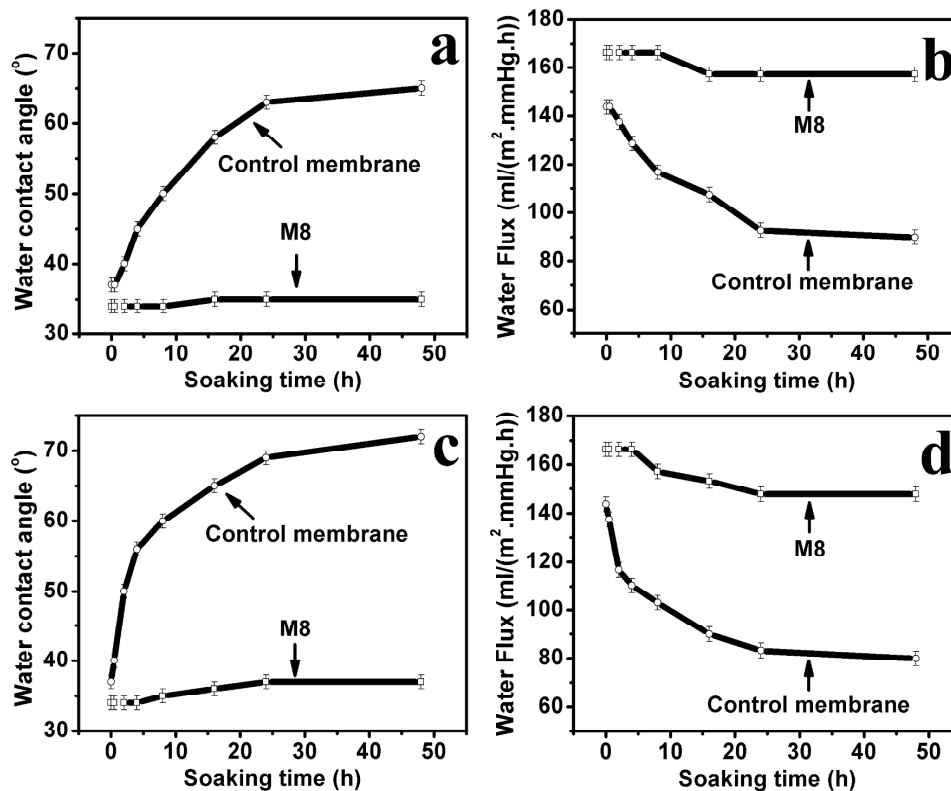 a
Water contact angle (°)
70
60
50
40
30
Control membrane
M8
0 10 20 30 40 50
Soaking time (h)
b
Water Flux (ml/(m².mmHg.h))
180
160
140
120
100
80
60
M8
Control membrane
0 10 20 30 40 50
Soaking time (h)
c
Water contact angle (°)
70
60
50
40
30
Control membrane
M8
0 10 20 30 40 50
Soaking time (h)
d
Water Flux (ml/(m².mmHg.h))
180
160
140
120
100
80
60
M8
Control membrane
0 10 20 30 40 50
Soaking time (h)